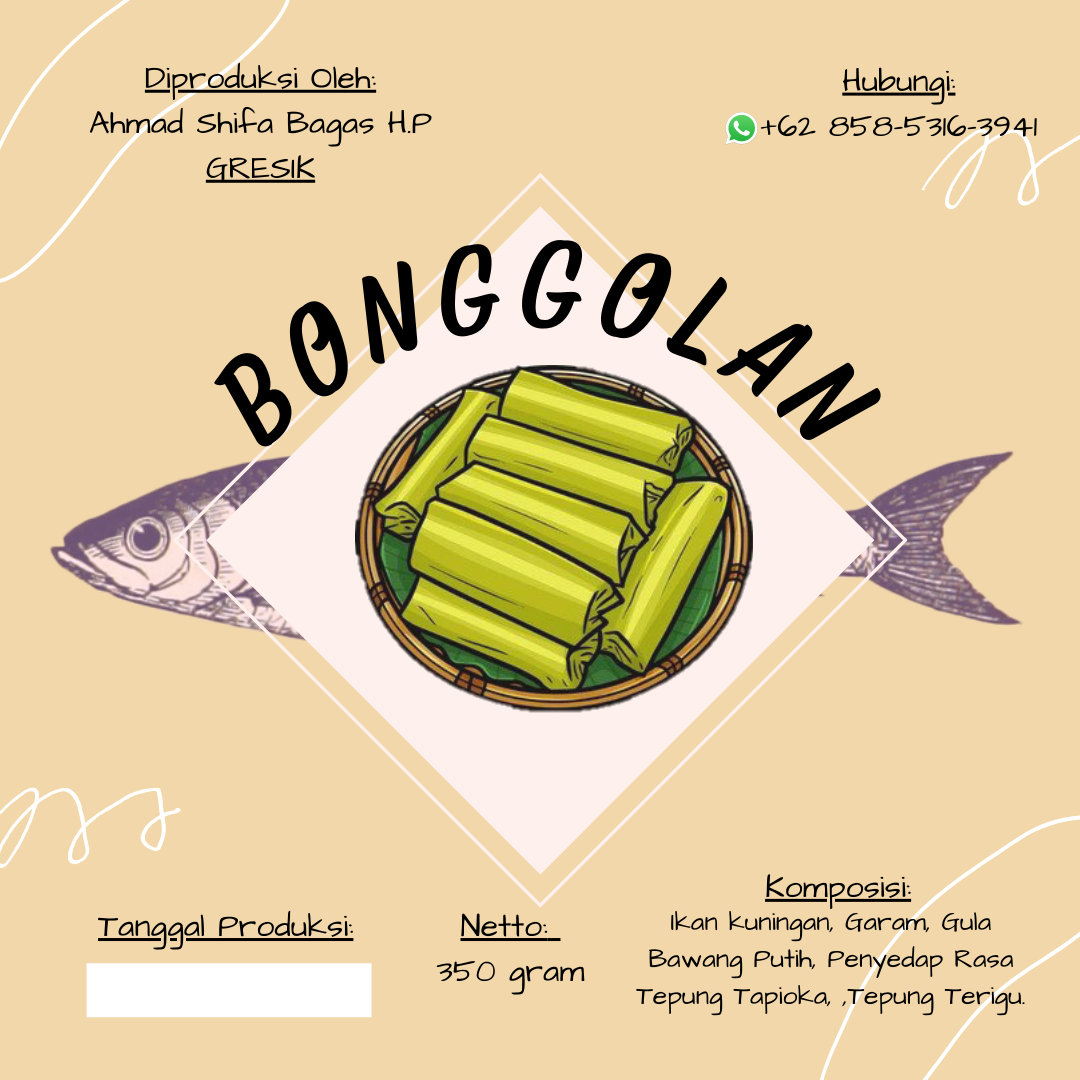 Diproduksi Oleh:
Ahmad Shifa Bagas H.P
GRESIK
Hubungi:
+62 858-5316-3941
BONGGOLAN
Tanggal Produksi:
Netto:
350 gram
Komposisi:
Ikan kuningan, Garam, Gula
Bawang Putih, Penyedap Rasa
Tepung Tapioka, ,Tepung Terigu.